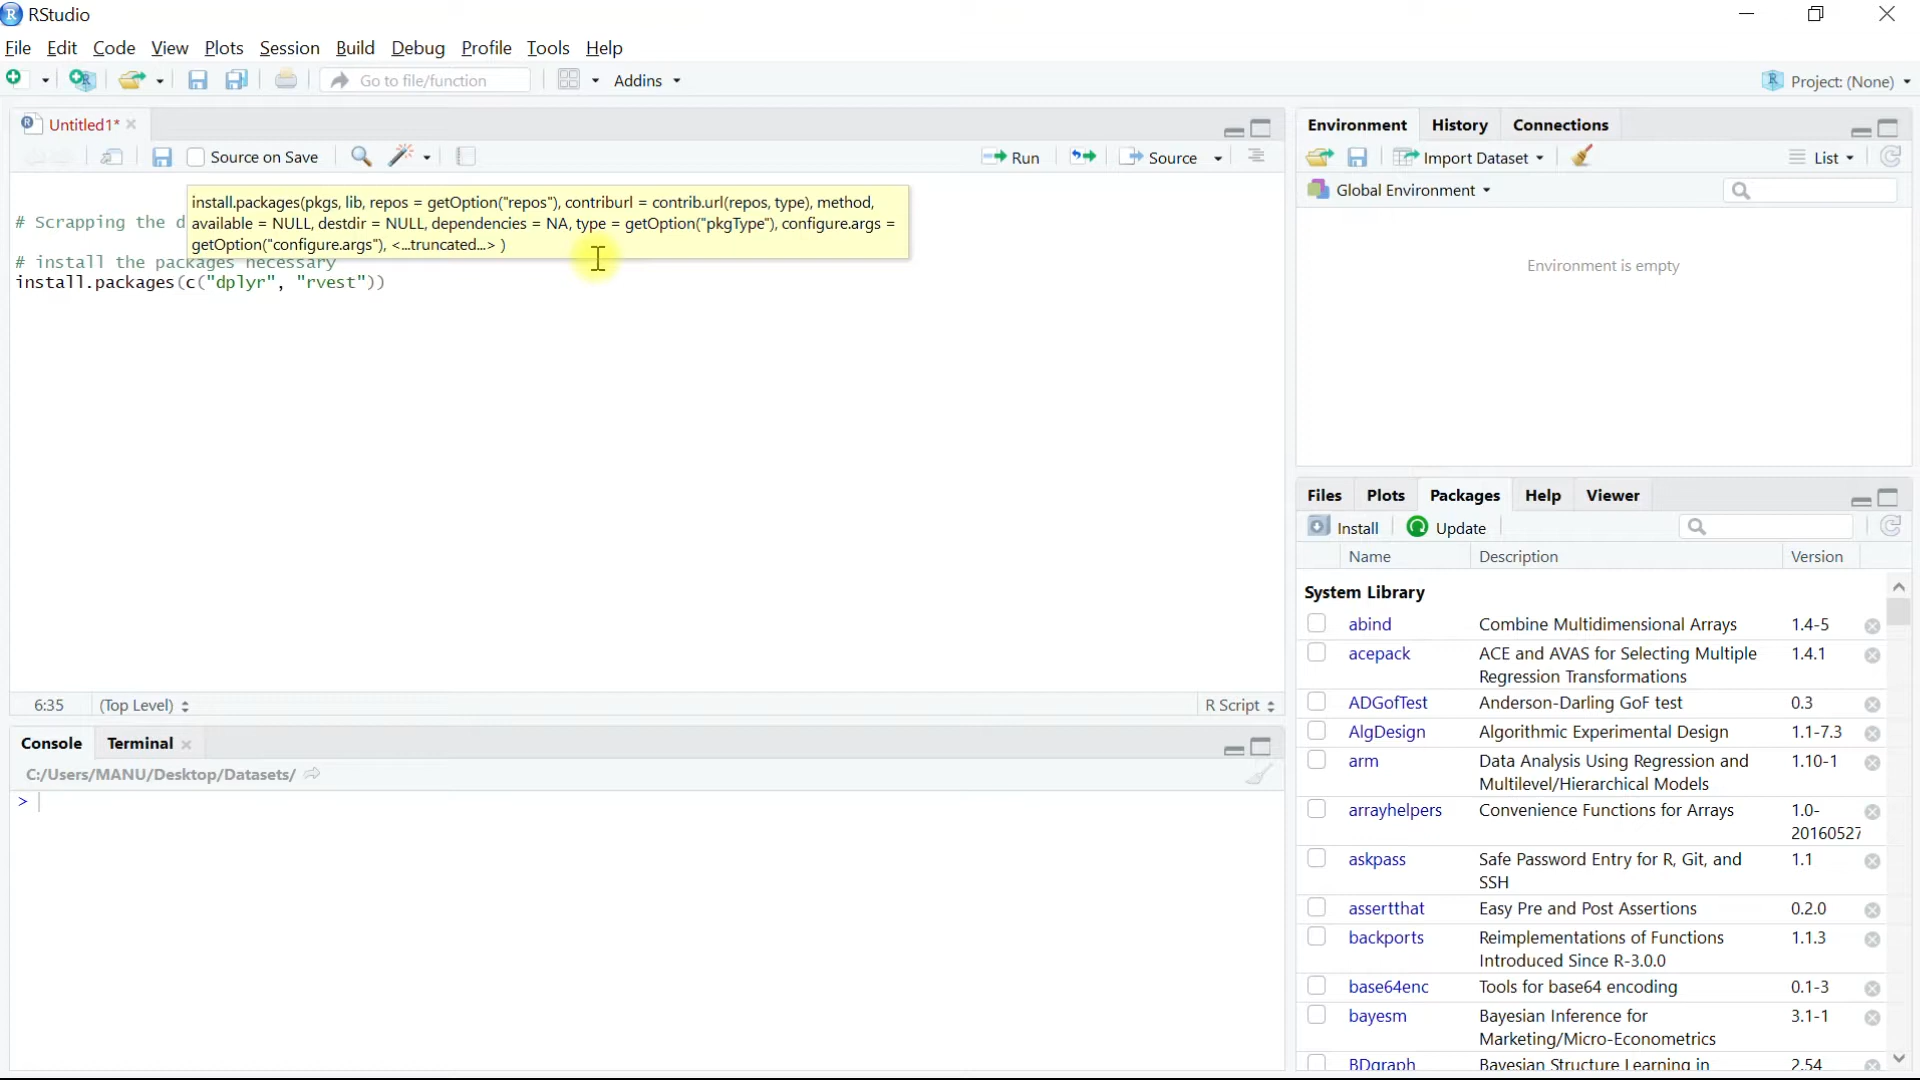 RStudio
File Edit Code View Plots Session Build Debug Profile Tools Help
Go to file/function Addins Project: (None)
Untitled1*
Source on Save Run Source
install.packages(pkgs, lib, repos = getOption("repos"), contriburl = contrib.url(repos, type), method,
available = NULL, destdir = NULL, dependencies = NA, type = getOption("pkgType"), configure.args =
getOption("configure.args"), <...truncated...> )
# Scrapping the d
# install the packages necessary
install.packages(c("dplyr", "rvest"))
6:35 (Top Level) R Script
Console Terminal
C:/Users/MANU/Desktop/Datasets/
>
Environment History Connections
Import Dataset List
Global Environment
Environment is empty
Files Plots Packages Help Viewer
Install Update
Name Description Version
System Library
abind Combine Multidimensional Arrays 1.4-5
acepack ACE and AVAS for Selecting Multiple 1.4.1
Regression Transformations
ADGofTest Anderson-Darling GoF test 0.3
AlgDesign Algorithmic Experimental Design 1.1-7.3
arm Data Analysis Using Regression and 1.10-1
Multilevel/Hierarchical Models
arrayhelpers Convenience Functions for Arrays 1.0-
20160527
askpass Safe Password Entry for R, Git, and 1.1
SSH
assertthat Easy Pre and Post Assertions 0.2.0
backports Reimplementations of Functions 1.1.3
Introduced Since R-3.0.0
base64enc Tools for base64 encoding 0.1-3
bayesm Bayesian Inference for 3.1-1
Marketing/Micro-Econometrics
BDgraph Bayesian Structure Learning in 2.54